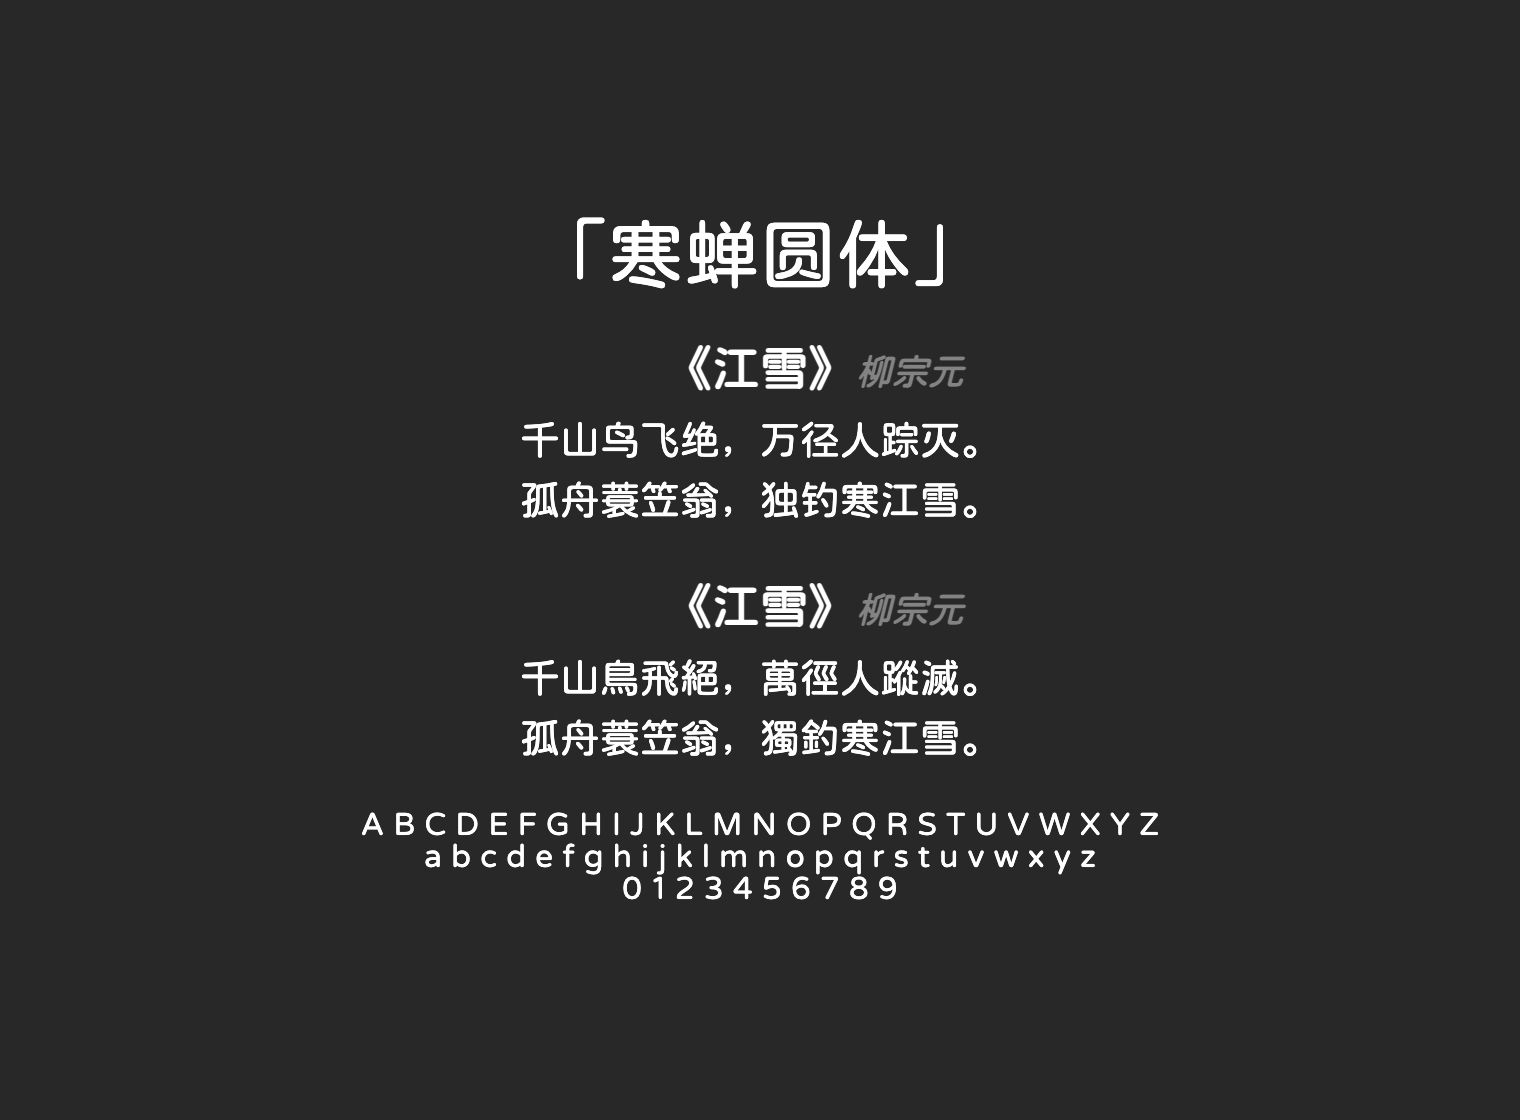 「寒蝉圆体」
《江雪》 柳宗元
千山鸟飞绝，万径人踪灭。
孤舟蓑笠翁，独钓寒江雪。
《江雪》 柳宗元
千山鳥飛絕，萬徑人蹤滅。
孤舟蓑笠翁，獨釣寒江雪。
A B C D E F G H I J K L M N O P Q R S T U V W X Y Z
a b c d e f g h i j k l m n o p q r s t u v w x y z
0 1 2 3 4 5 6 7 8 9